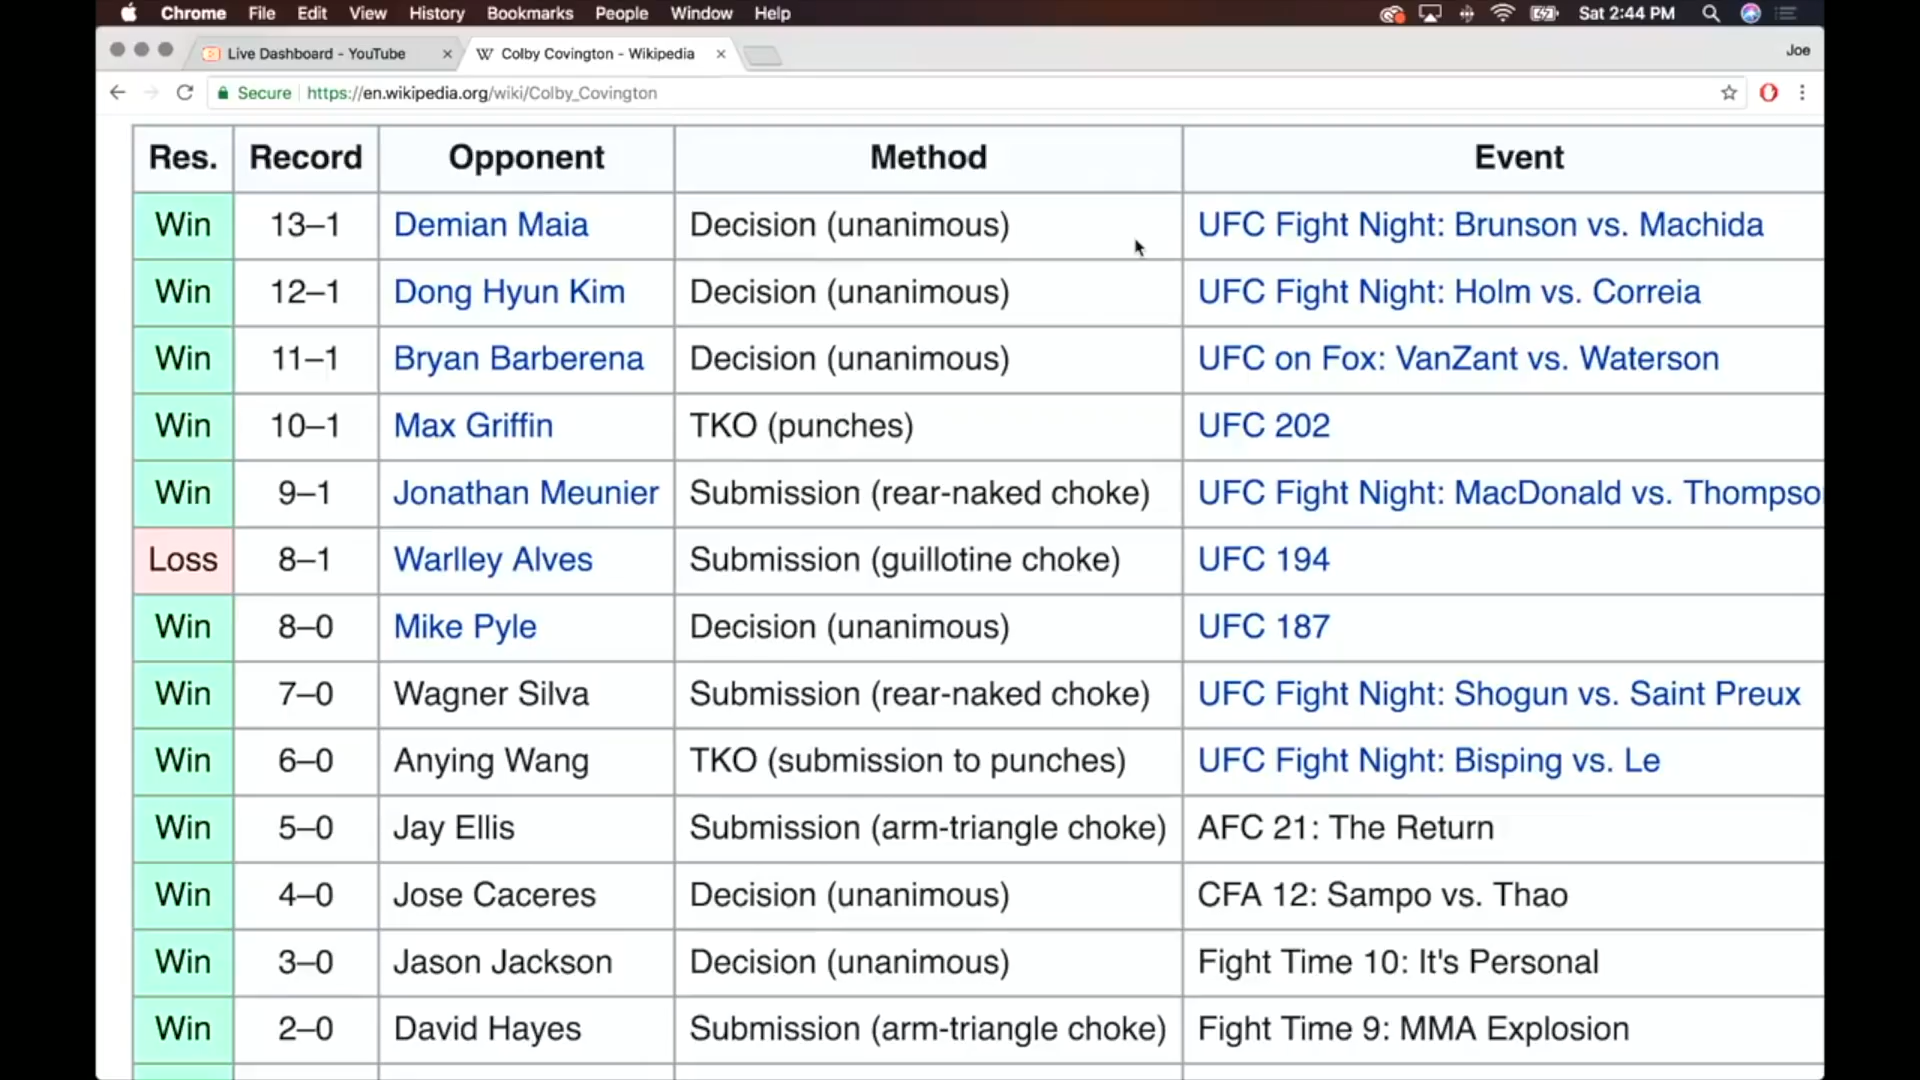 Chrome File Edit View History Bookmarks People Window Help Sat 2:44 PM
Live Dashboard - YouTube Colby Covington - Wikipedia Joe
Secure https://en.wikipedia.org/wiki/Colby_Covington
Res. Record Opponent Method Event
Win 13–1 Demian Maia Decision (unanimous) UFC Fight Night: Brunson vs. Machida
Win 12–1 Dong Hyun Kim Decision (unanimous) UFC Fight Night: Holm vs. Correia
Win 11–1 Bryan Barberena Decision (unanimous) UFC on Fox: VanZant vs. Waterson
Win 10–1 Max Griffin TKO (punches) UFC 202
Win 9–1 Jonathan Meunier Submission (rear-naked choke) UFC Fight Night: MacDonald vs. Thompso
Loss 8–1 Warlley Alves Submission (guillotine choke) UFC 194
Win 8–0 Mike Pyle Decision (unanimous) UFC 187
Win 7–0 Wagner Silva Submission (rear-naked choke) UFC Fight Night: Shogun vs. Saint Preux
Win 6–0 Anying Wang TKO (submission to punches) UFC Fight Night: Bisping vs. Le
Win 5–0 Jay Ellis Submission (arm-triangle choke) AFC 21: The Return
Win 4–0 Jose Caceres Decision (unanimous) CFA 12: Sampo vs. Thao
Win 3–0 Jason Jackson Decision (unanimous) Fight Time 10: It's Personal
Win 2–0 David Hayes Submission (arm-triangle choke) Fight Time 9: MMA Explosion